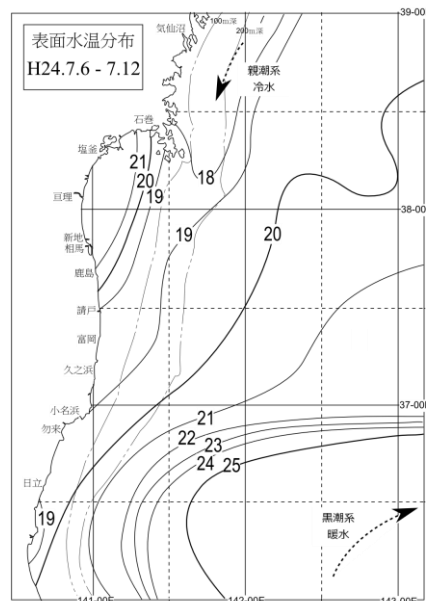 表面水温分布
H24.7.6 - 7.12
39-00
気仙沼
100m深
200m深
親潮系
冷水
石巻
塩釜
21
20
19
18
亘理
38-00
新地
相馬
19
20
鹿島
請戸
富岡
久之浜
37-00
小名浜
勿来
21
22
23
24
25
日立
19
黒潮系
暖水
141-00E
142-00E
143-00E